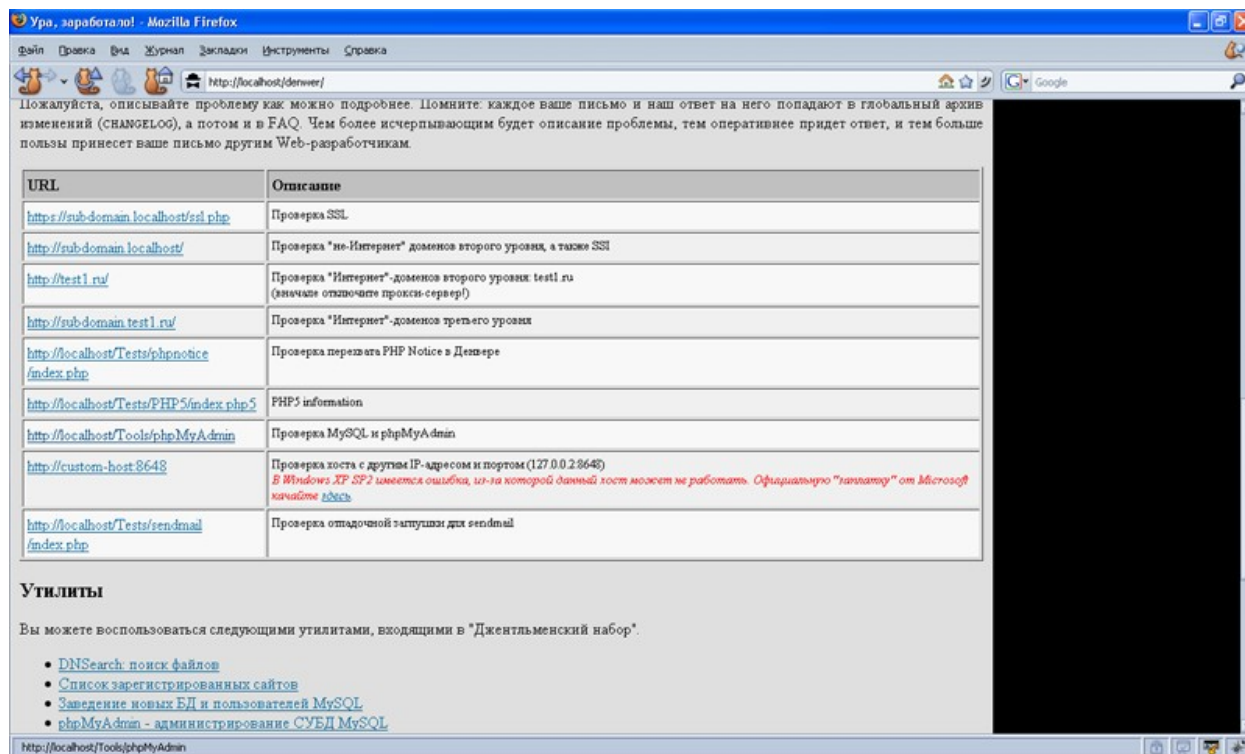 Ура, заработало! - Mozilla Firefox
Файл Правка Вид Журнал Закладки Инструменты Справка
http://localhost/denwer/
Google
Пожалуйста, описывайте проблему как можно подробнее. Помните: каждое ваше письмо и наш ответ на него попадают в глобальный архив
изменений (CHANGELOG), а потом и в FAQ. Чем более исчерпывающим будет описание проблемы, тем оперативнее придет ответ, и тем больше
пользы принесет ваше письмо другим Web-разработчикам.
URL Описание
https://subdomain.localhost/ssl.php Проверка SSL
http://subdomain.localhost/ Проверка "не-Интернет" доменов второго уровня, а также SSI
http://test1.ru/ Проверка "Интернет"-доменов второго уровня: test1.ru
(вначале отключите прокси-сервер!)
http://subdomain.test1.ru/ Проверка "Интернет"-доменов третьего уровня
http://localhost/Tests/phpnotice
/index.php
Проверка перехвата PHP Notice в Денвере
http://localhost/Tests/PHP5/index.php5 PHP5 information
http://localhost/Tools/phpMyAdmin Проверка MySQL и phpMyAdmin
http://custom-host:8648 Проверка хоста с другим IP-адресом и портом (127.0.0.2:8648)
В Windows XP SP2 имеется ошибка, из-за которой данный хост может не работать. Официальную "заплатку" от Microsoft
качайте здесь.
http://localhost/Tests/sendmail
/index.php
Проверка отладочной заглушки для sendmail
Утилиты
Вы можете воспользоваться следующими утилитами, входящими в "Джентльменский набор".
DNSearch: поиск файлов
Список зарегистрированных сайтов
Заведение новых БД и пользователей MySQL
phpMyAdmin - администрирование СУБД MySQL
http://localhost/Tools/phpMyAdmin